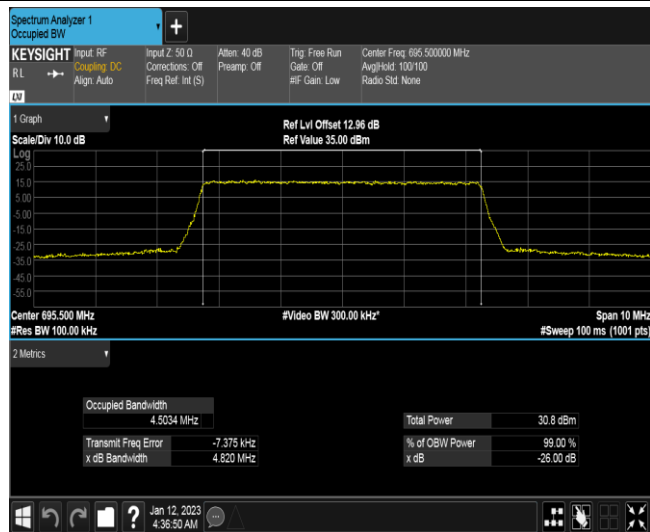 Spectrum Analyzer 1
Occupied BW
+
KEYSIGHT Input: RF Input Z: 50 Ω Atten: 40 dB Trig: Free Run Center Freq: 695.500000 MHz
RL Coupling: DC Corrections: Off Preamp: Off Gate: Off Avg|Hold: 100/100
Align: Auto Freq Ref: Int (S) #IF Gain: Low Radio Std: None
LXI
1 Graph
Ref Lvl Offset 12.96 dB
Scale/Div 10.0 dB Ref Value 35.00 dBm
Log
25.0
15.0
5.00
-5.00
-15.0
-25.0
-35.0
-45.0
-55.0
Center 695.500 MHz #Video BW 300.00 kHz* Span 10 MHz
#Res BW 100.00 kHz #Sweep 100 ms (1001 pts)
2 Metrics
Occupied Bandwidth
4.5034 MHz Total Power 30.8 dBm
Transmit Freq Error -7.375 kHz % of OBW Power 99.00 %
x dB Bandwidth 4.820 MHz x dB -26.00 dB
? Jan 12, 2023
4:36:50 AM